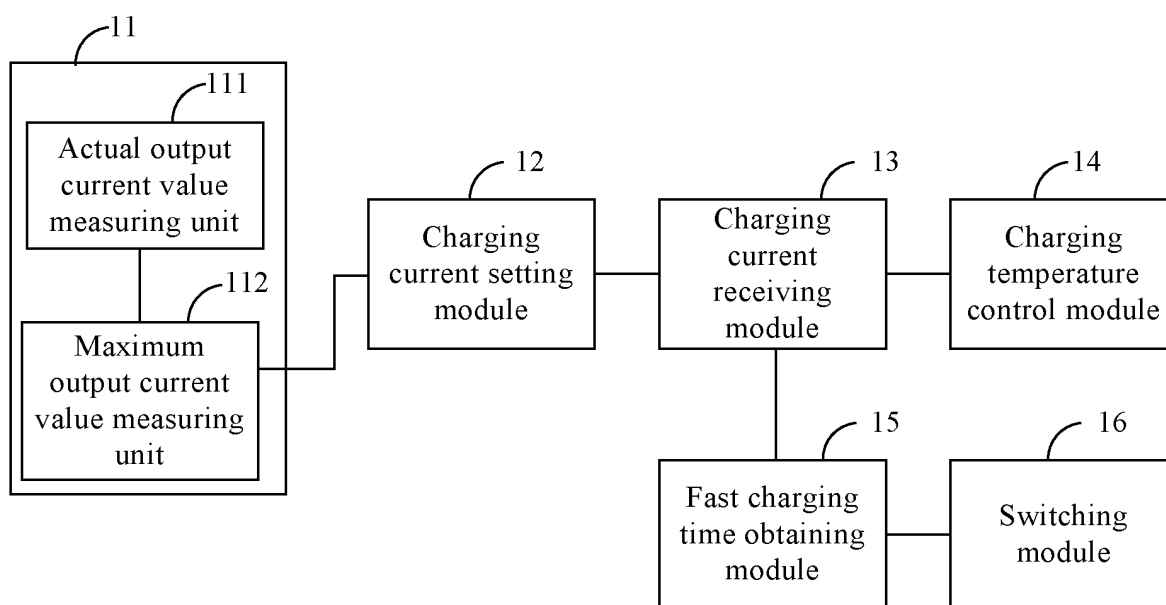 11
111
Actual output
current value
measuring unit
112
Maximum
output current
value measuring
unit
12
Charging
current setting
module
13
Charging
current
receiving
module
14
Charging
temperature
control module
15
Fast charging
time obtaining
module
16
Switching
module